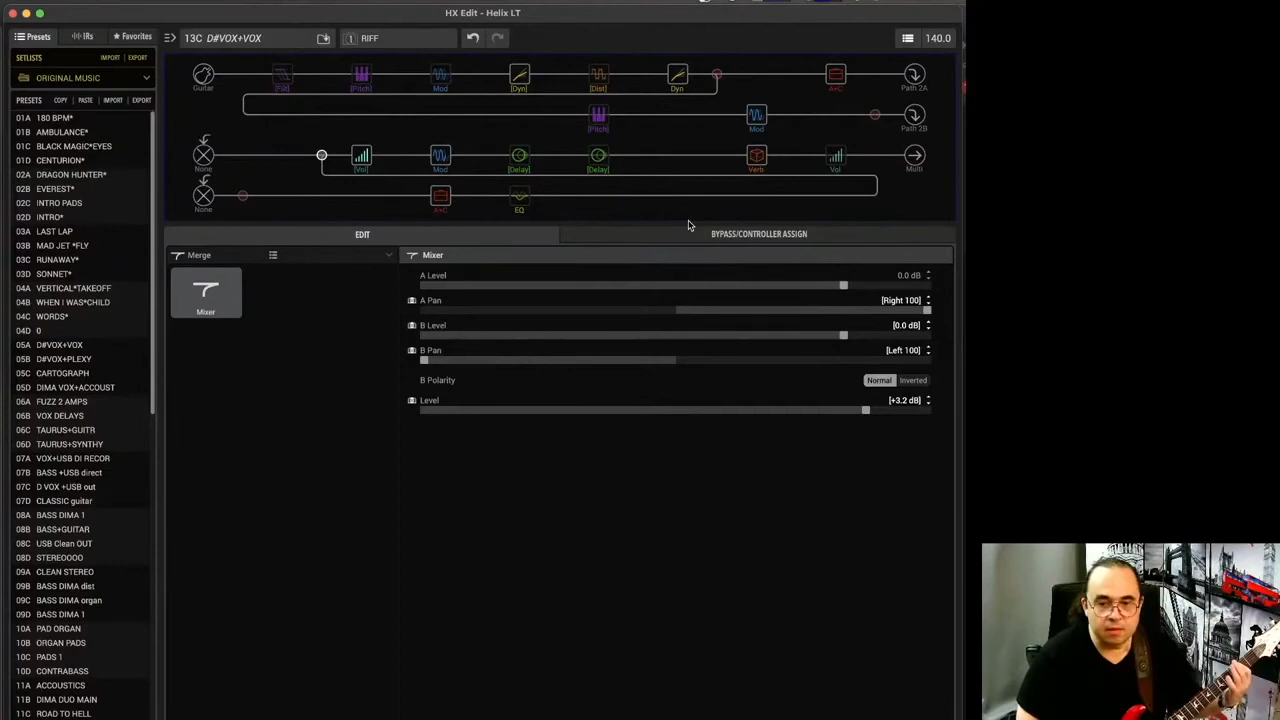 HX Edit - Helix LT
Presets IRs Favorites
13C D#VOX+VOX
1 RIFF
140.0
SETLISTS IMPORT EXPORT
ORIGINAL MUSIC
PRESETS COPY PASTE IMPORT EXPORT
01A 180 BPM*
01B AMBULANCE*
01C BLACK MAGIC*EYES
01D CENTURION*
02A DRAGON HUNTER*
02B EVEREST*
02C INTRO PADS
02D INTRO*
03A LAST LAP
03B MAD JET *FLY
03C RUNAWAY*
03D SONNET*
04A VERTICAL*TAKEOFF
04B WHEN I WAS*CHILD
04C WORDS*
04D 0
05A D#VOX+VOX
05B D#VOX+PLEXY
05C CARTOGRAPH
05D DIMA VOX+ACCOUST
06A FUZZ 2 AMPS
06B VOX DELAYS
06C TAURUS+GUITR
06D TAURUS+SYNTHY
07A VOX+USB DI RECOR
07B BASS +USB direct
07C D VOX +USB out
07D CLASSIC guitar
08A BASS DIMA 1
08B BASS+GUITAR
08C USB Clean OUT
08D STEREOOOO
09A CLEAN STEREO
09B BASS DIMA dist
09C BASS DIMA organ
09D BASS DIMA 1
10A PAD ORGAN
10B ORGAN PADS
10C PADS 1
10D CONTRABASS
11A ACCOUSTICS
11B DIMA DUO MAIN
11C ROAD TO HELL
Guitar [Filt] [Pitch] Mod [Dyn] [Dist] Dyn A+C Path 2A
[Pitch] Mod Path 2B
None [Vol] Mod [Delay] [Delay] Verb Vol Multi
None A+C EQ
EDIT BYPASS/CONTROLLER ASSIGN
Merge
Mixer
Mixer
A Level 0.0 dB
A Pan [Right 100]
B Level [0.0 dB]
B Pan [Left 100]
B Polarity Normal Inverted
Level [+3.2 dB]